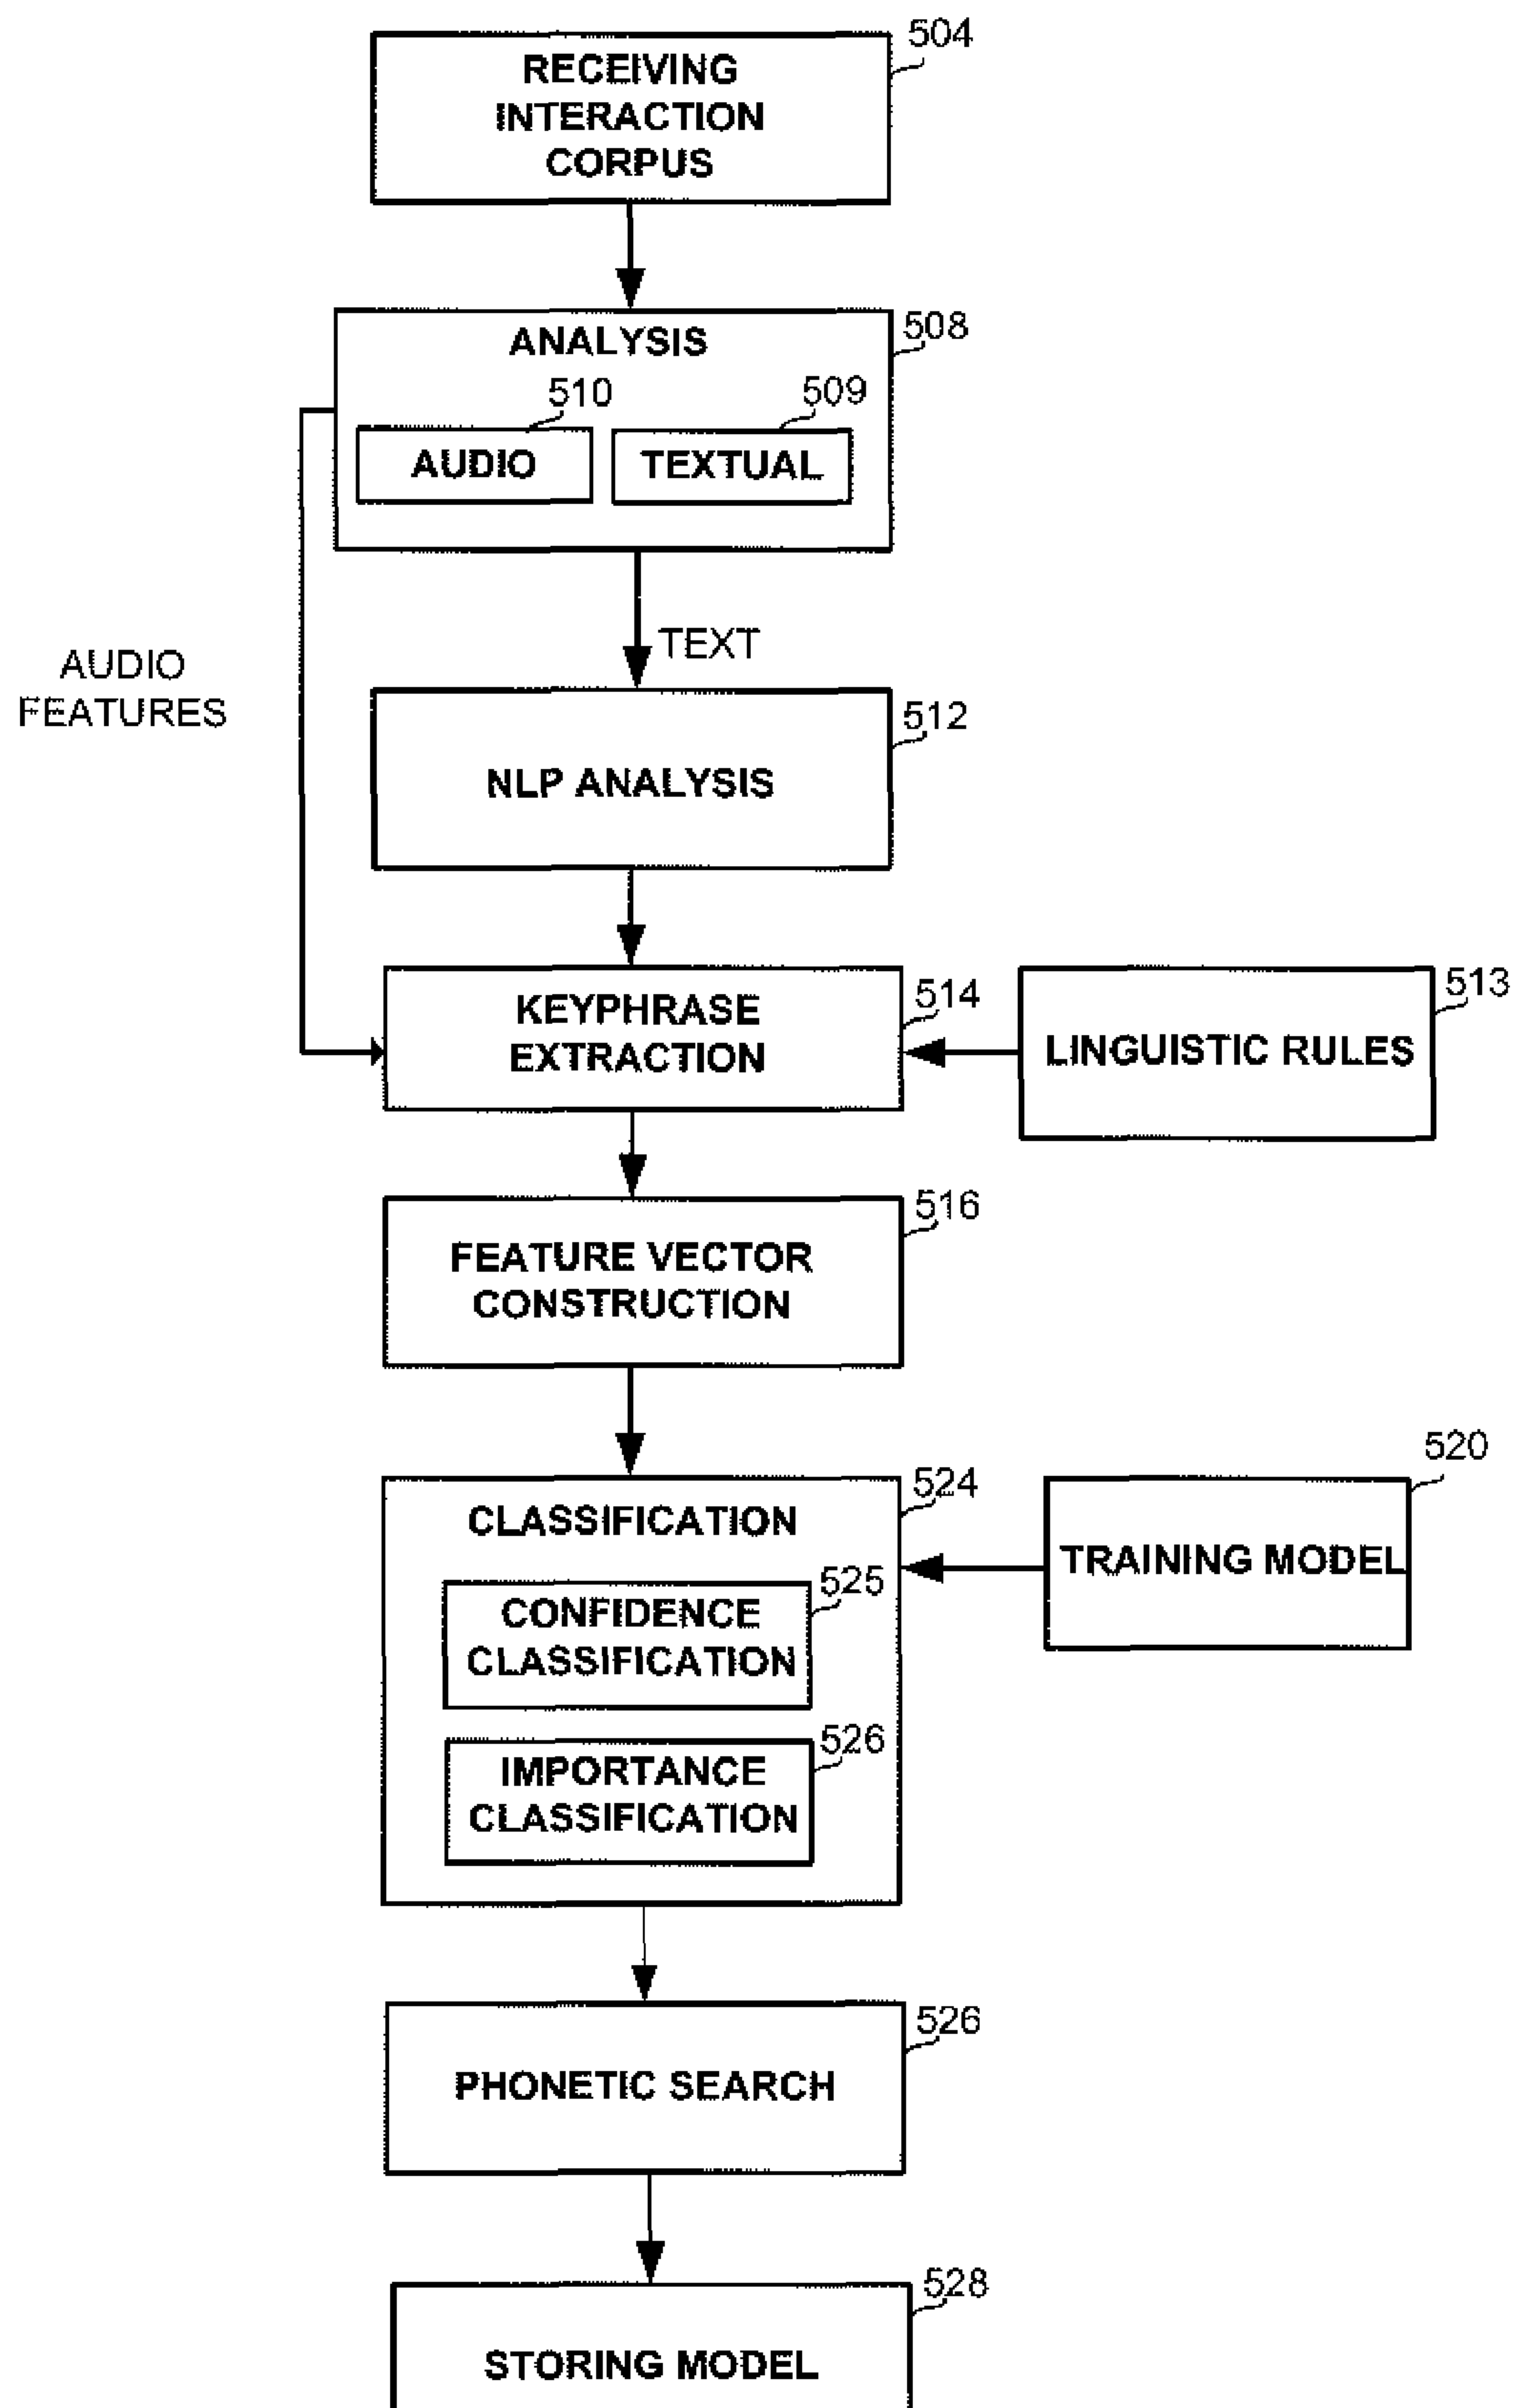 504
RECEIVING
INTERACTION
CORPUS
508
ANALYSIS
510
509
AUDIO
TEXTUAL
TEXT
AUDIO
FEATURES
512
NLP ANALYSIS
514
513
KEYPHRASE
EXTRACTION
LINGUISTIC RULES
516
FEATURE VECTOR
CONSTRUCTION
524
520
CLASSIFICATION
TRAINING MODEL
525
CONFIDENCE
CLASSIFICATION
526
IMPORTANCE
CLASSIFICATION
526
PHONETIC SEARCH
528
STORING MODEL